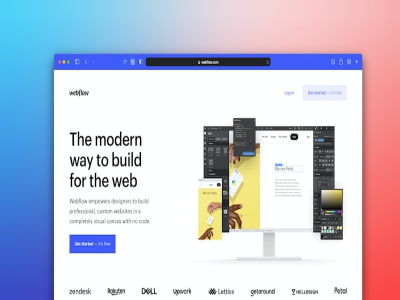 webflow.com
webflow
Log in
Get started — it's free
The modern
way to build
for the web
Webflow empowers designers to build
professional, custom websites in a
completely visual canvas with no code.
Get started — it's free
zendesk
Rakuten
DELL
Upwork
Lattice
getaround
HELLOSIGN
Petal